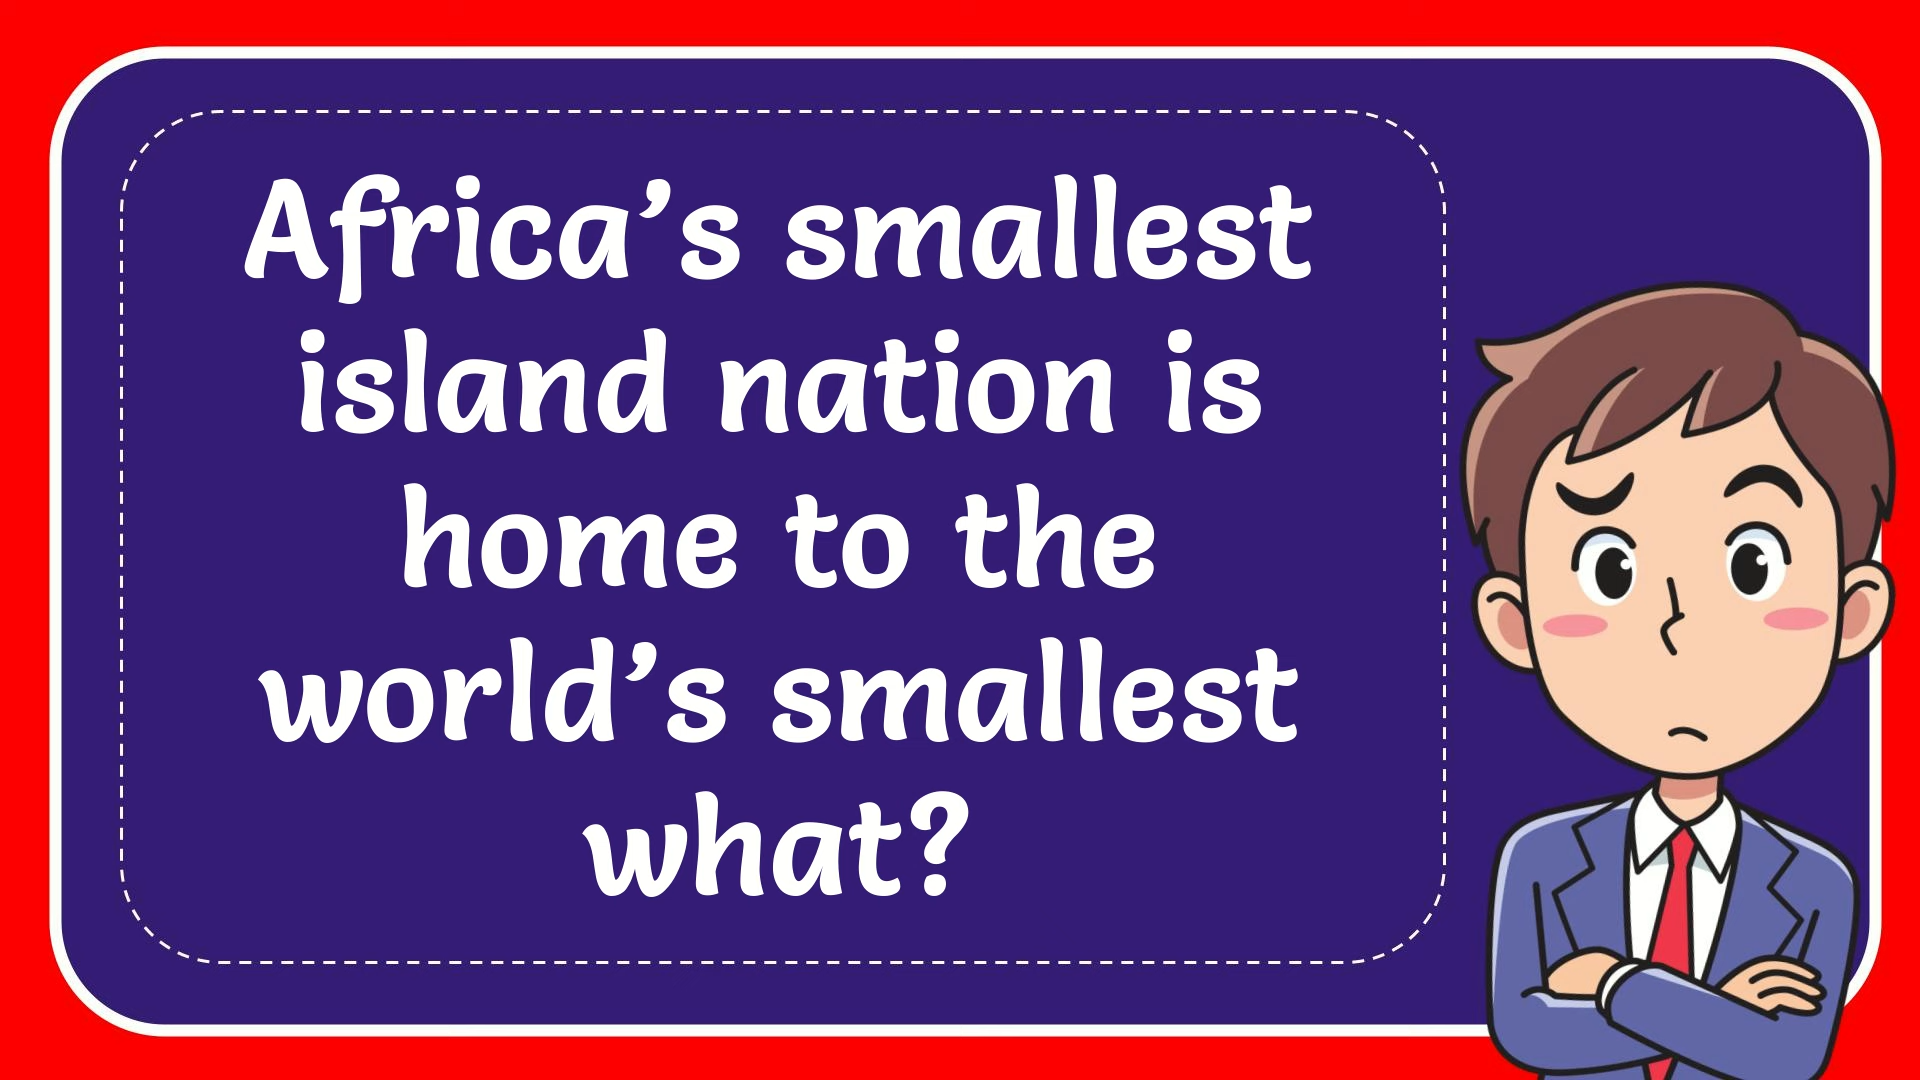 Africa’s smallest
island nation is
home to the
world’s smallest
what?